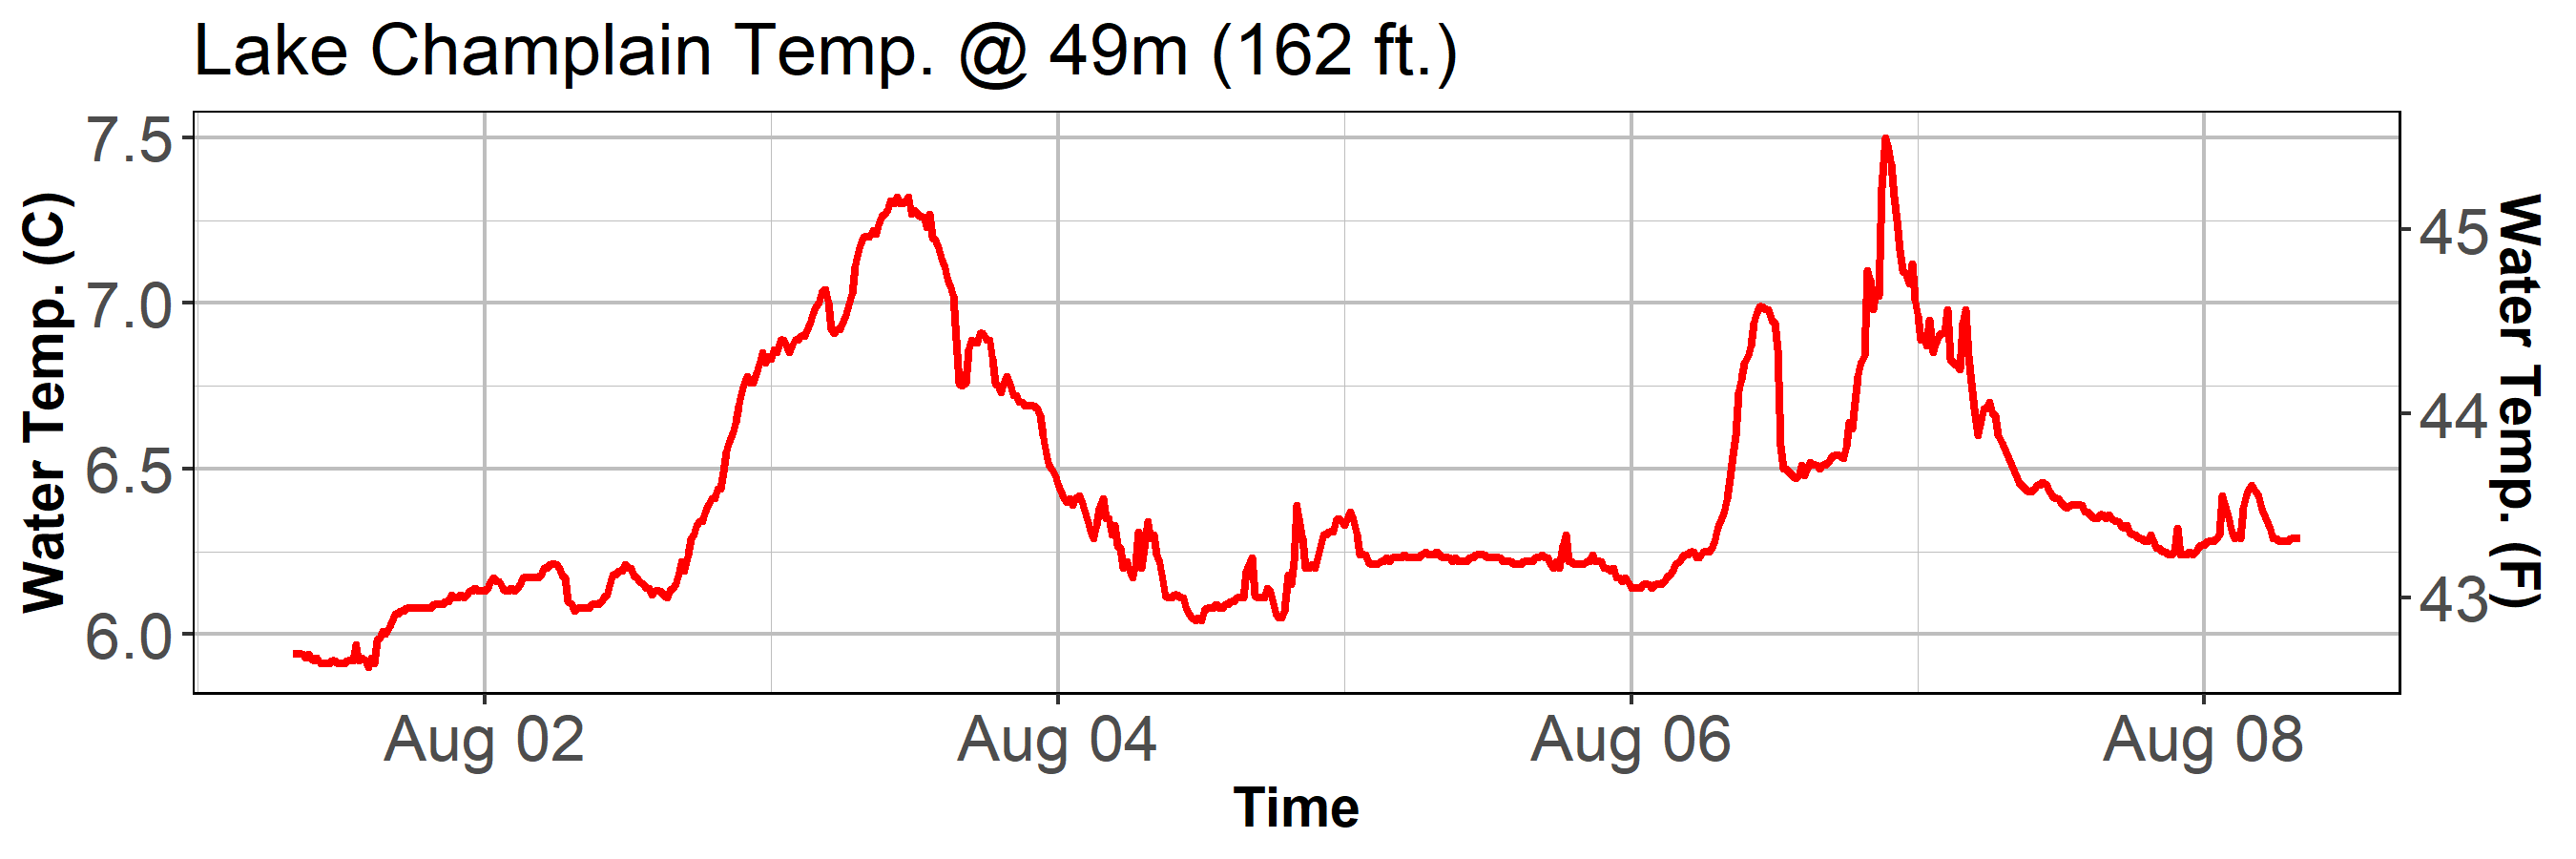 Lake Champlain Temp. @ 49m (162 ft.)
Water Temp. (C)
7.5
7.0
6.5
6.0
45
44
43
Water Temp. (F)
Aug 02 Aug 04 Aug 06 Aug 08
Time